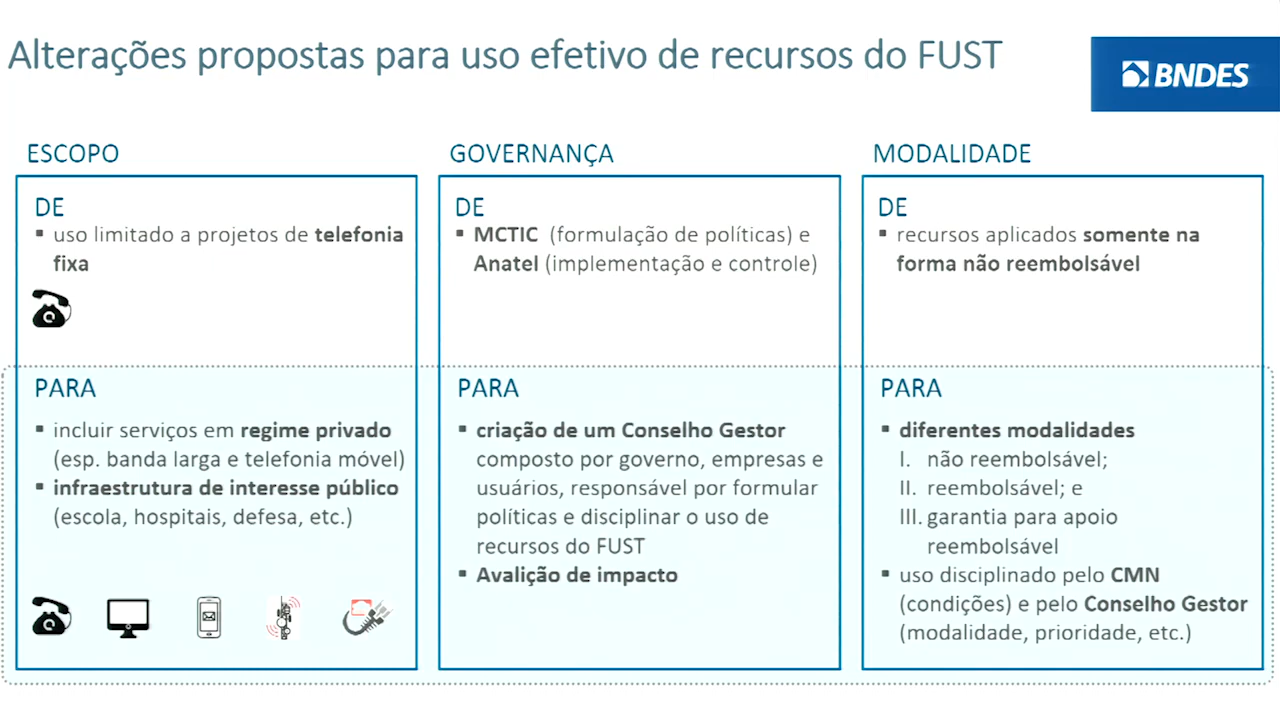 Alterações propostas para uso efetivo de recursos do FUST
BNDES
ESCOPO
DE
▪ uso limitado a projetos de telefonia
fixa
PARA
▪ incluir serviços em regime privado
(esp. banda larga e telefonia móvel)
▪ infraestrutura de interesse público
(escola, hospitais, defesa, etc.)
GOVERNANÇA
DE
▪ MCTIC (formulação de políticas) e
Anatel (implementação e controle)
PARA
▪ criação de um Conselho Gestor
composto por governo, empresas e
usuários, responsável por formular
políticas e disciplinar o uso de
recursos do FUST
▪ Avalição de impacto
MODALIDADE
DE
▪ recursos aplicados somente na
forma não reembolsável
PARA
▪ diferentes modalidades
I. não reembolsável;
II. reembolsável; e
III. garantia para apoio
reembolsável
▪ uso disciplinado pelo CMN
(condições) e pelo Conselho Gestor
(modalidade, prioridade, etc.)